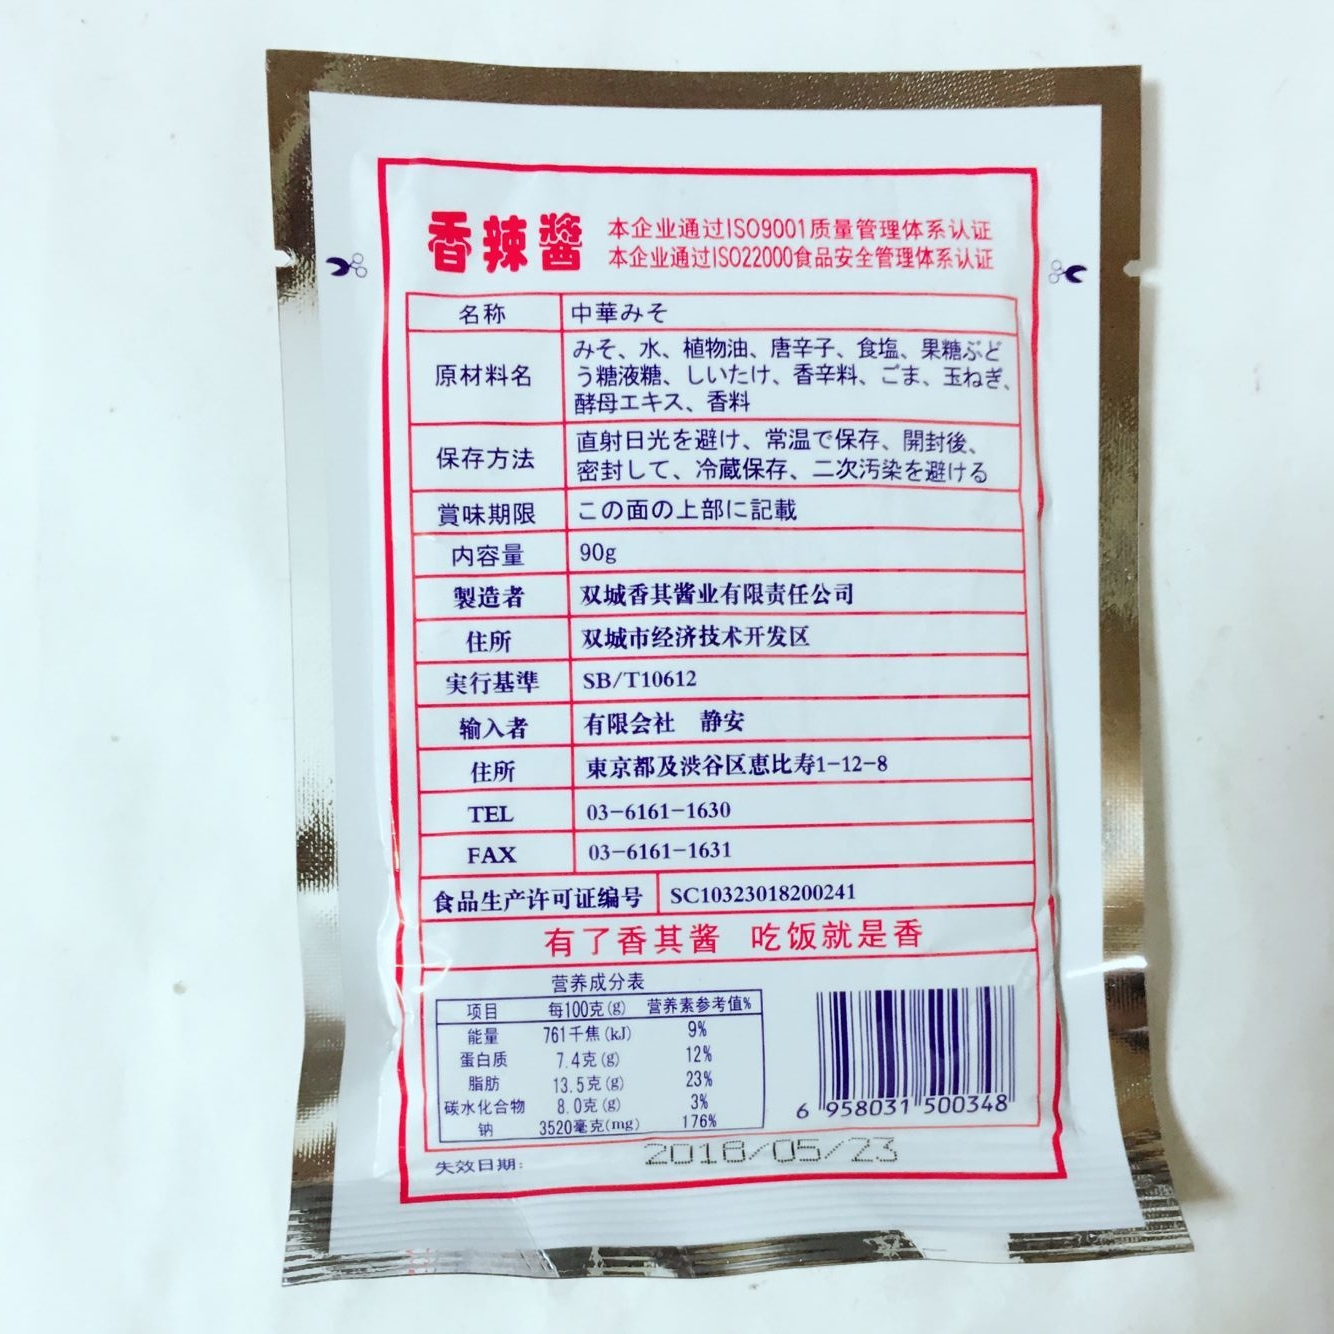 香辣醬
本企业通过ISO9001质量管理体系认证
本企业通过ISO22000食品安全管理体系认证
名称 中華みそ
原材料名 みそ、水、植物油、唐辛子、食塩、果糖ぶど
う糖液糖、しいたけ、香辛料、ごま、玉ねぎ、
酵母エキス、香料
保存方法 直射日光を避け、常温で保存、開封後、
密封して、冷蔵保存、二次汚染を避ける
賞味期限 この面の上部に記載
内容量 90g
製造者 双城香其酱业有限责任公司
住所 双城市经济技术开发区
実行基準 SB/T10612
输入者 有限会社 静安
住所 東京都及渋谷区恵比寿1-12-8
TEL 03-6161-1630
FAX 03-6161-1631
食品生产许可证编号 SC10323018200241
有了香其酱 吃饭就是香
营养成分表
项目 每100克(g) 营养素参考值%
能量 761千焦(kJ) 9%
蛋白质 7.4克(g) 12%
脂肪 13.5克(g) 23%
碳水化合物 8.0克(g) 3%
钠 3520毫克(mg) 176%
6 958031 500348
失效日期: 2018/05/23